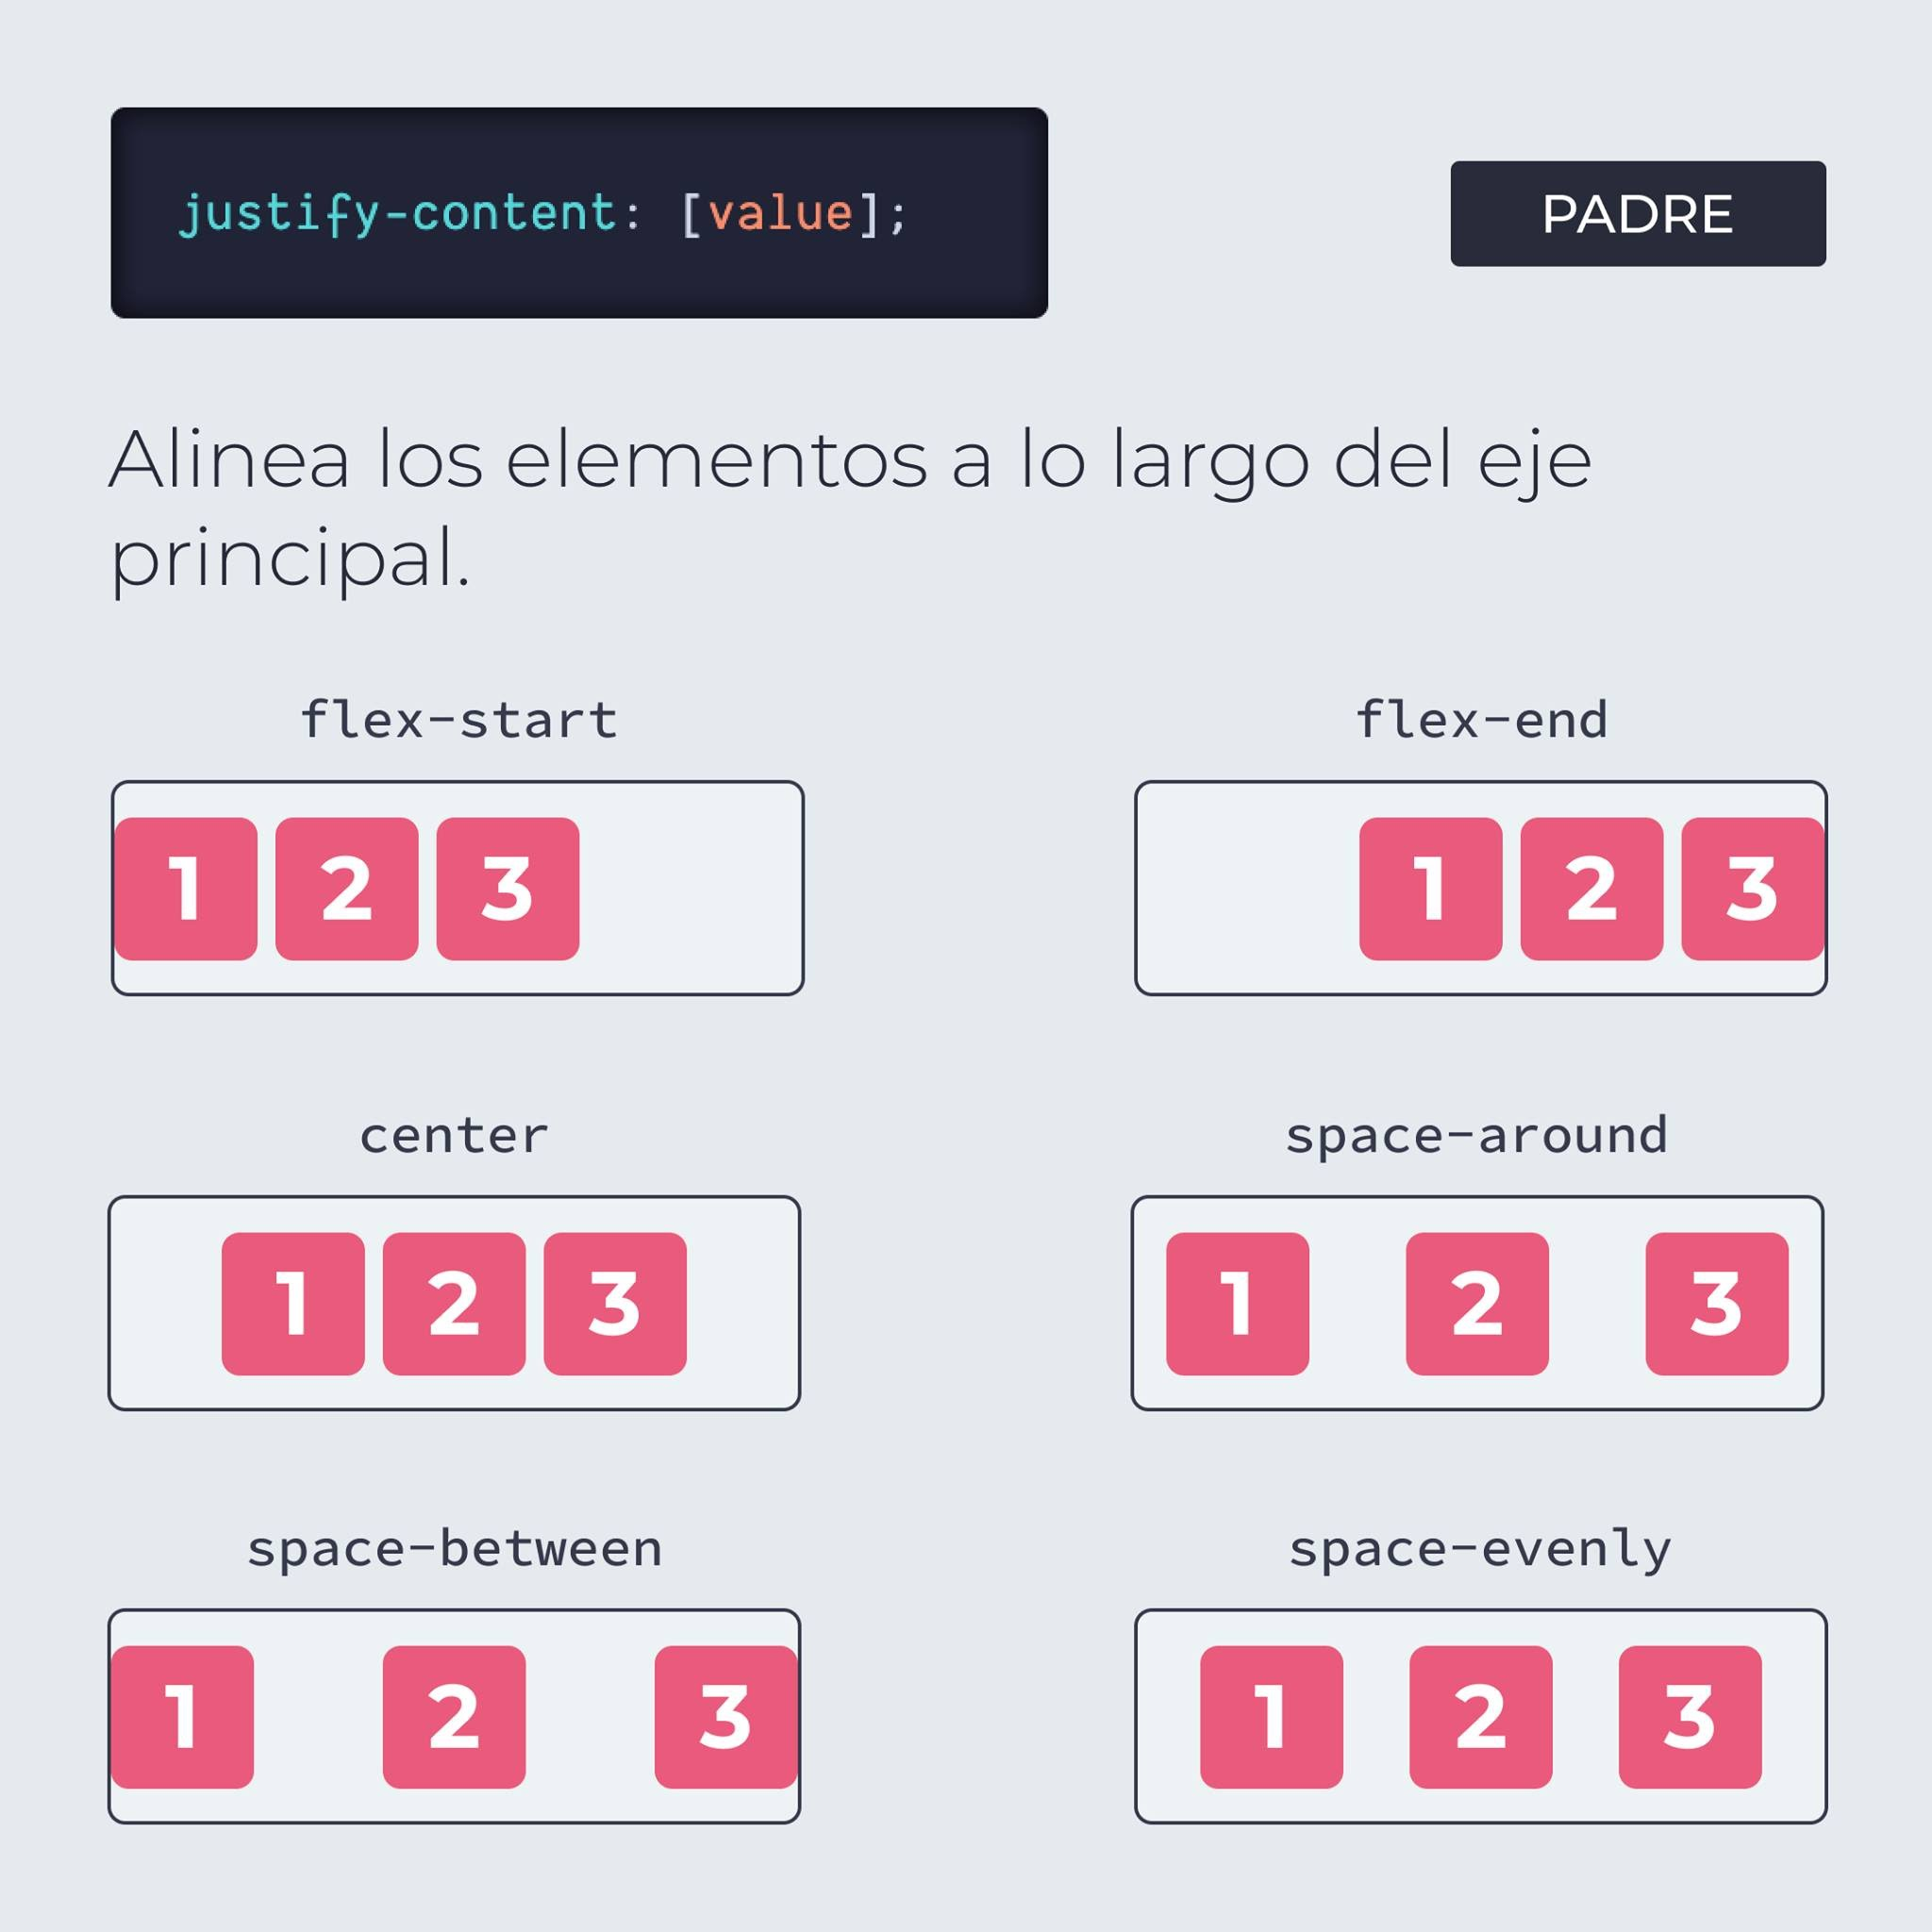 justify-content: [value];
PADRE
Alinea los elementos a lo largo del eje
principal.
flex-start
flex-end
1 2 3
1 2 3
center
space-around
1 2 3
1 2 3
space-between
space-evenly
1 2 3
1 2 3